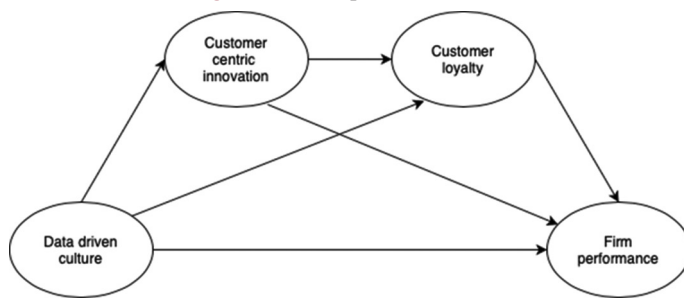 Customer
centric
innovation
Customer
loyalty
Data driven
culture
Firm
performance